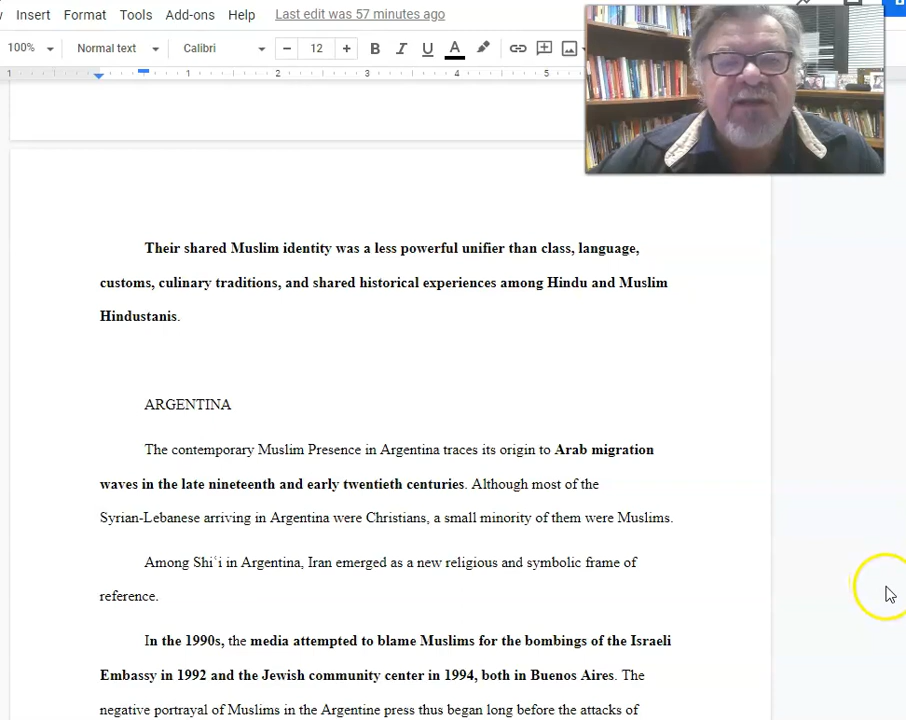 Insert Format Tools Add-ons Help Last edit was 57 minutes ago
100% Normal text Calibri 12 B I U A
1 1 2 3 4 5
Their shared Muslim identity was a less powerful unifier than class, language,
customs, culinary traditions, and shared historical experiences among Hindu and Muslim
Hindustanis.
ARGENTINA
The contemporary Muslim Presence in Argentina traces its origin to Arab migration
waves in the late nineteenth and early twentieth centuries. Although most of the
Syrian-Lebanese arriving in Argentina were Christians, a small minority of them were Muslims.
Among Shiʿi in Argentina, Iran emerged as a new religious and symbolic frame of
reference.
In the 1990s, the media attempted to blame Muslims for the bombings of the Israeli
Embassy in 1992 and the Jewish community center in 1994, both in Buenos Aires. The
negative portrayal of Muslims in the Argentine press thus began long before the attacks of